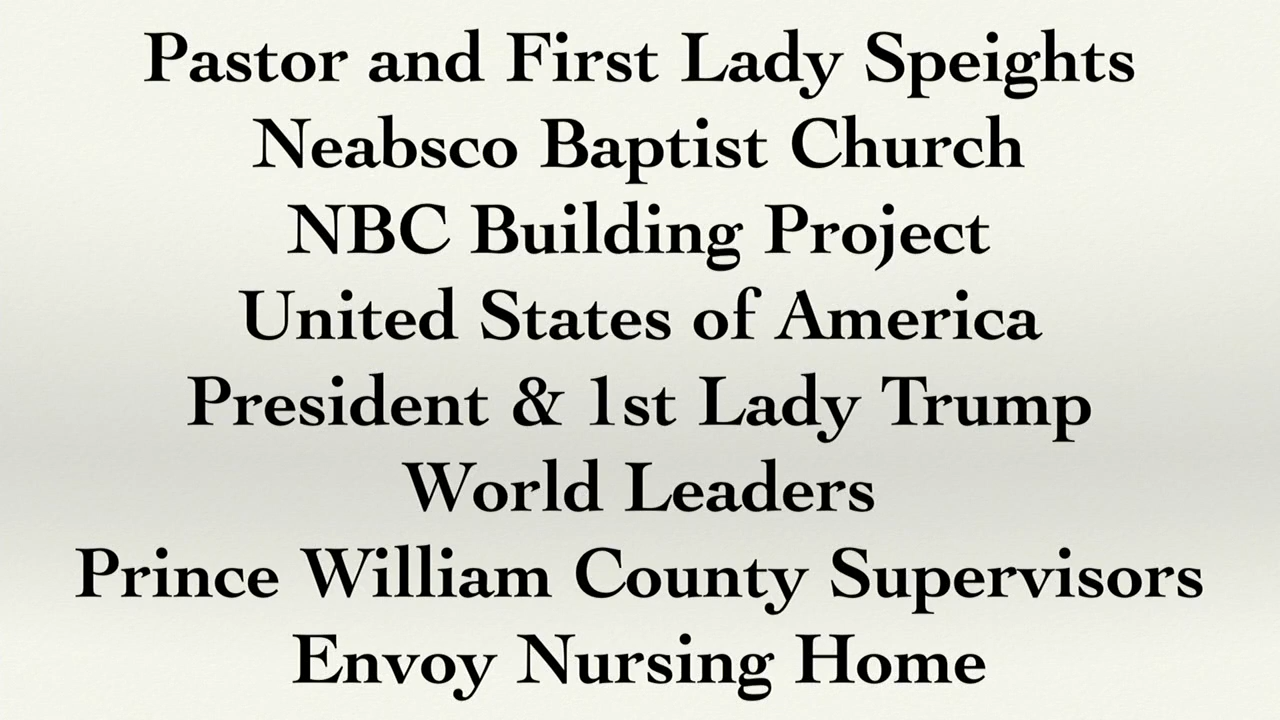 Pastor and First Lady Speights
Neabsco Baptist Church
NBC Building Project
United States of America
President & 1st Lady Trump
World Leaders
Prince William County Supervisors
Envoy Nursing Home